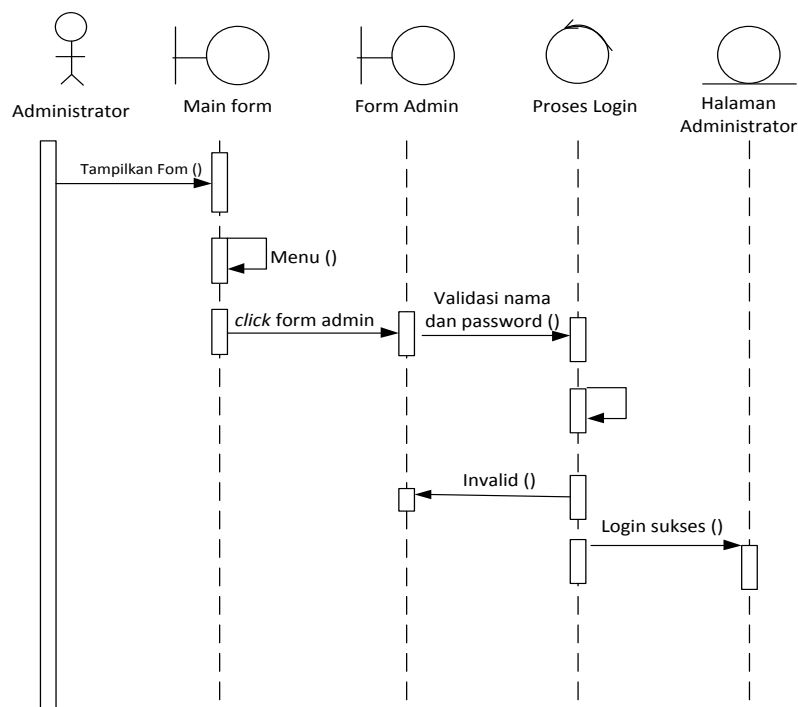 Administrator
Main form
Form Admin
Proses Login
Halaman
Administrator
Tampilkan Fom ()
Menu ()
click form admin
Validasi nama
dan password ()
Invalid ()
Login sukses ()